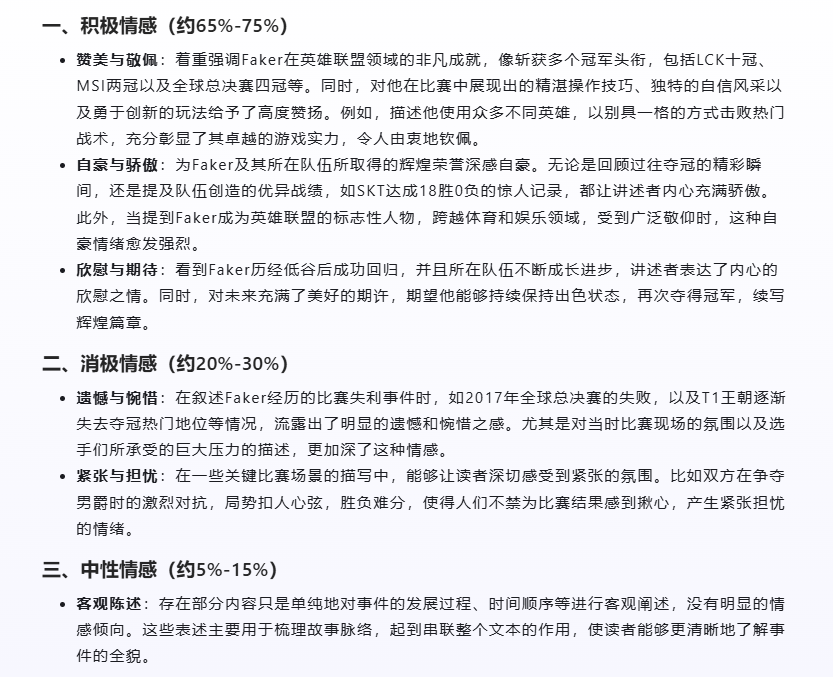 一、积极情感（约65%-75%）
• 赞美与敬佩：着重强调Faker在英雄联盟领域的非凡成就，像斩获多个冠军头衔，包括LCK十冠、
MSI两冠以及全球总决赛四冠等。同时，对他在比赛中展现出的精湛操作技巧、独特的自信风采以
及勇于创新的玩法给予了高度赞扬。例如，描述他使用众多不同英雄，以别具一格的方式击败热门
战术，充分彰显了其卓越的游戏实力，令人由衷地钦佩。
• 自豪与骄傲：为Faker及其所在队伍所取得的辉煌荣誉深感自豪。无论是回顾过往夺冠的精彩瞬
间，还是提及队伍创造的优异战绩，如SKT达成18胜0负的惊人记录，都让讲述者内心充满骄傲。
此外，当提到Faker成为英雄联盟的标志性人物，跨越体育和娱乐领域，受到广泛敬仰时，这种自
豪情绪愈发强烈。
• 欣慰与期待：看到Faker历经低谷后成功回归，并且所在队伍不断成长进步，讲述者表达了内心的
欣慰之情。同时，对未来充满了美好的期许，期望他能够持续保持出色状态，再次夺得冠军，续写
辉煌篇章。
二、消极情感（约20%-30%）
• 遗憾与惋惜：在叙述Faker经历的比赛失利事件时，如2017年全球总决赛的失败，以及T1王朝逐渐
失去夺冠热门地位等情况，流露出了明显的遗憾和惋惜之感。尤其是对当时比赛现场的氛围以及选
手们所承受的巨大压力的描述，更加深了这种情感。
• 紧张与担忧：在一些关键比赛场景的描写中，能够让读者深切感受到紧张的氛围。比如双方在争夺
男爵时的激烈对抗，局势扣人心弦，胜负难分，使得人们不禁为比赛结果感到揪心，产生紧张担忧
的情绪。
三、中性情感（约5%-15%）
• 客观陈述：存在部分内容只是单纯地对事件的发展过程、时间顺序等进行客观阐述，没有明显的情
感倾向。这些表述主要用于梳理故事脉络，起到串联整个文本的作用，使读者能够更清晰地了解事
件的全貌。